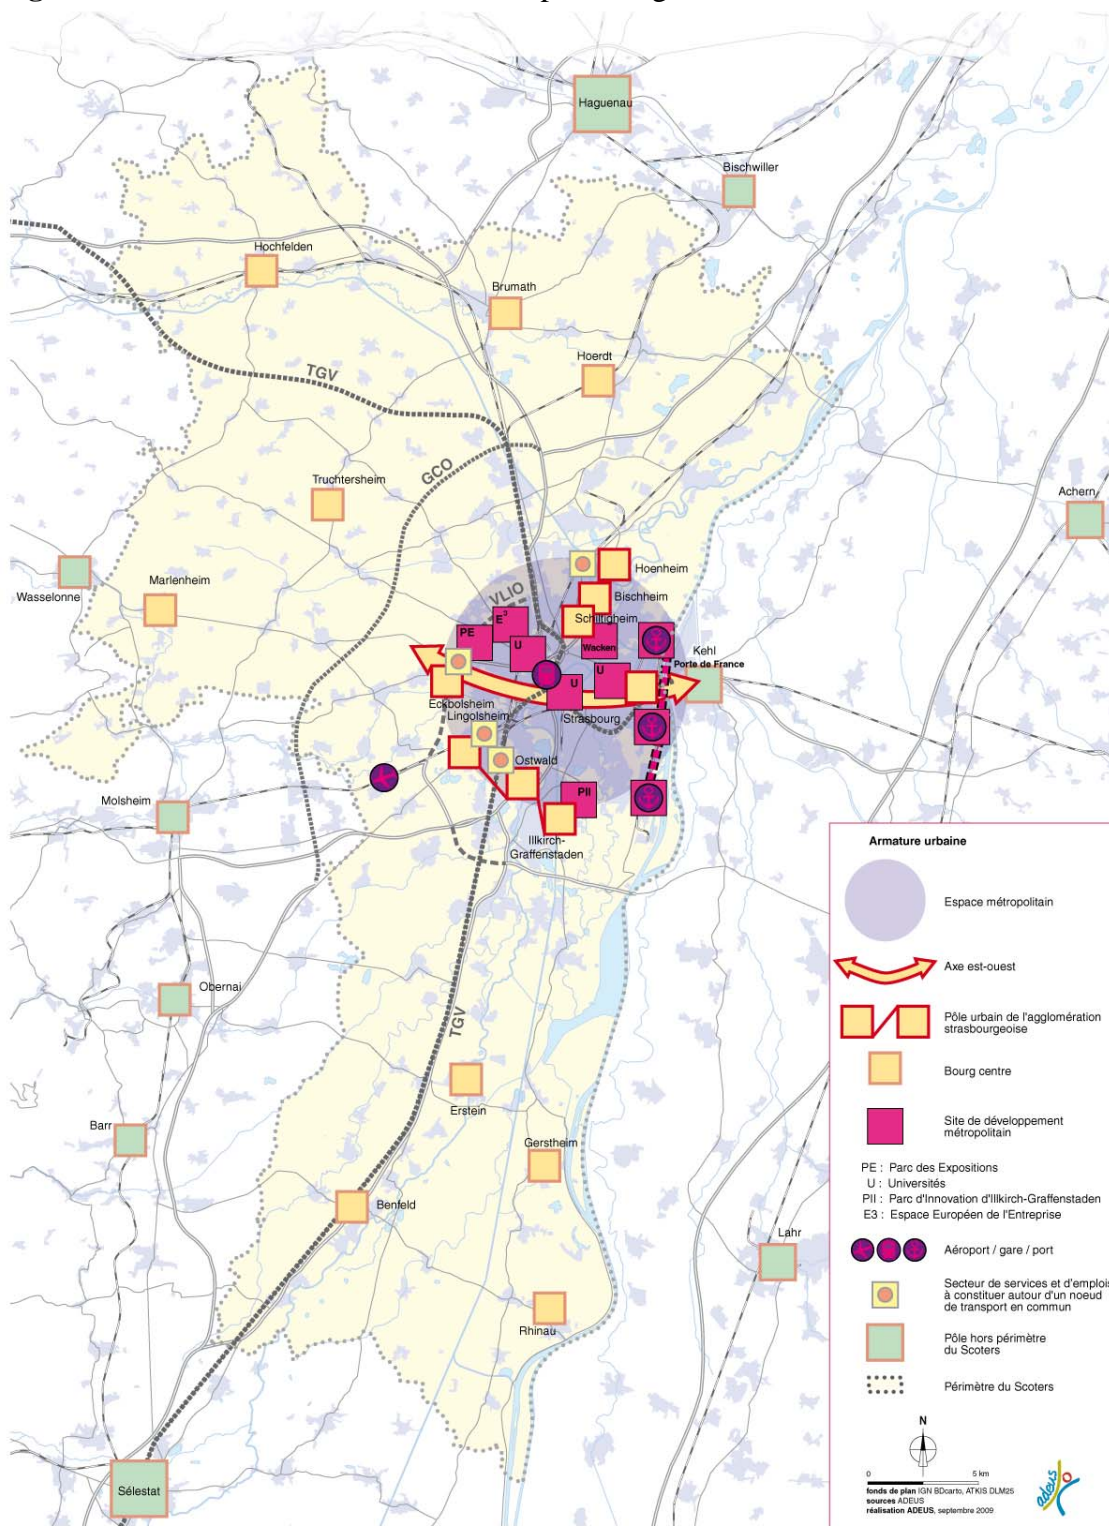 Haguenau
Bischwiller
Hochfelden
Brumath
Hoerdt
TGV
GCO
Truchtersheim
Achern
Wasselonne
Marlenheim
Hoenheim
Bischheim
VLIO
Schiltigheim
E3
PE
U
Wacken
Kehl
Porte de France
U
U
Eckbolsheim
Lingolsheim
Strasbourg
Ostwald
Molsheim
PII
Illkirch-
Graffenstaden
Obernai
TGV
Erstein
Barr
Gerstheim
Benfeld
Lahr
Rhinau
Sélestat
Armature urbaine
Espace métropolitain
Axe est-ouest
Pôle urbain de l'agglomération
strasbourgeoise
Bourg centre
Site de développement
métropolitain
PE : Parc des Expositions
U : Universités
PII : Parc d'Innovation d'Illkirch-Graffenstaden
E3 : Espace Européen de l'Entreprise
Aéroport / gare / port
Secteur de services et d'emplois
à constituer autour d'un noeud
de transport en commun
Pôle hors périmètre
du Scoters
Périmètre du Scoters
N
0 5 km
fonds de plan IGN BDcarto, ATKIS DLM25
sources ADEUS
réalisation ADEUS, septembre 2009
adeus